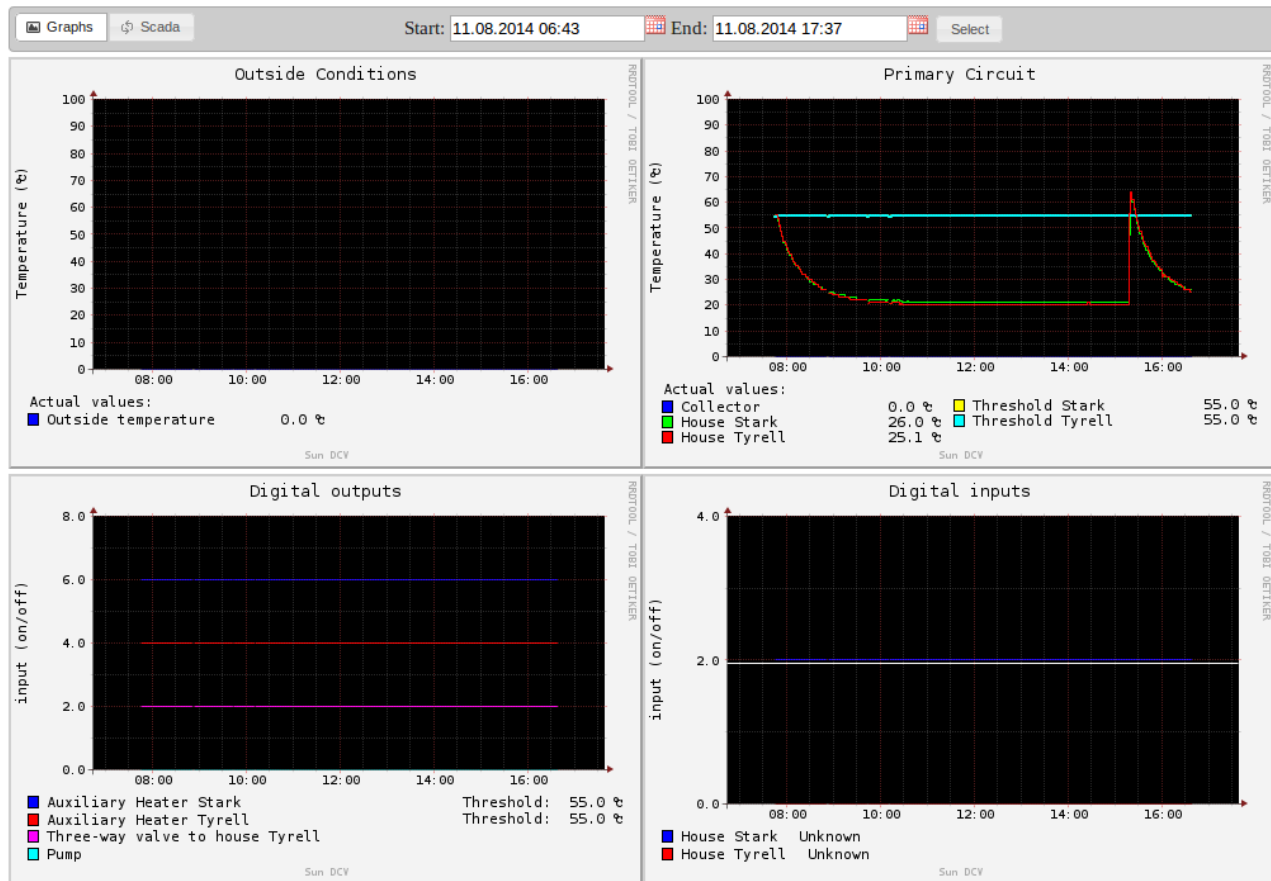 Graphs Scada Start: 11.08.2014 06:43 End: 11.08.2014 17:37 Select
Outside Conditions
RRDTOOL / TOBI OETIKER
Temperature (℃)
100
90
80
70
60
50
40
30
20
10
0
08:00 10:00 12:00 14:00 16:00
Actual values:
Outside temperature 0.0 ℃
Sun DCV
Primary Circuit
RRDTOOL / TOBI OETIKER
Temperature (℃)
100
90
80
70
60
50
40
30
20
10
0
08:00 10:00 12:00 14:00 16:00
Actual values:
Collector 0.0 ℃ Threshold Stark 55.0 ℃
House Stark 26.0 ℃ Threshold Tyrell 55.0 ℃
House Tyrell 25.1 ℃
Sun DCV
Digital outputs
RRDTOOL / TOBI OETIKER
input (on/off)
8.0
6.0
4.0
2.0
0.0
08:00 10:00 12:00 14:00 16:00
Auxiliary Heater Stark Threshold: 55.0 ℃
Auxiliary Heater Tyrell Threshold: 55.0 ℃
Three-way valve to house Tyrell
Pump
Sun DCV
Digital inputs
RRDTOOL / TOBI OETIKER
input (on/off)
4.0
2.0
0.0
08:00 10:00 12:00 14:00 16:00
House Stark Unknown
House Tyrell Unknown
Sun DCV